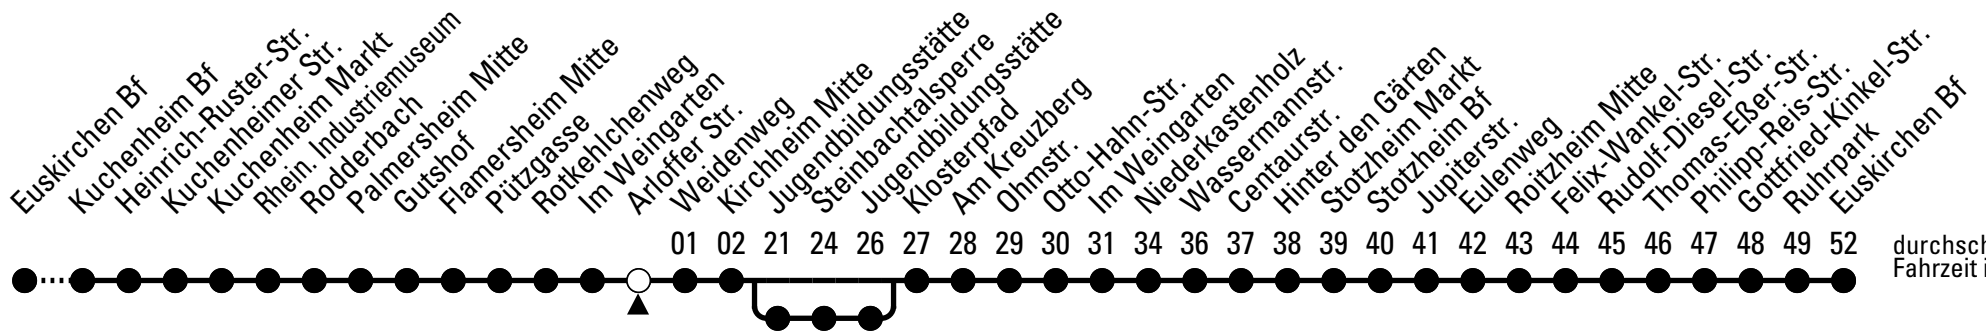 Euskirchen Bf
Kuchenheim Bf
Heinrich-Ruster-Str.
Kuchenheimer Str.
Kuchenheim Markt
Rhein. Industriemuseum
Rodderbach
Palmersheim Mitte
Gutshof
Flamersheim Mitte
Pützgasse
Rotkehlchenweg
Im Weingarten
Arloffer Str.
Weidenweg
Kirchheim Mitte
Jugendbildungsstätte
Steinbachtalsperre
Jugendbildungsstätte
Klosterpfad
Am Kreuzberg
Ohmstr.
Otto-Hahn-Str.
Im Weingarten
Niederkastenholz
Wassermannstr.
Centaurstr.
Hinter den Gärten
Stotzheim Markt
Stotzheim Bf
Jupiterstr.
Eulenweg
Roitzheim Mitte
Felix-Wankel-Str.
Rudolf-Diesel-Str.
Thomas-Eßer-Str.
Philipp-Reis-Str.
Gottfried-Kinkel-Str.
Ruhrpark
Euskirchen Bf
01 02 21 24 26 27 28 29 30 31 34 36 37 38 39 40 41 42 43 44 45 46 47 48 49 52
durchsch
Fahrzeit i